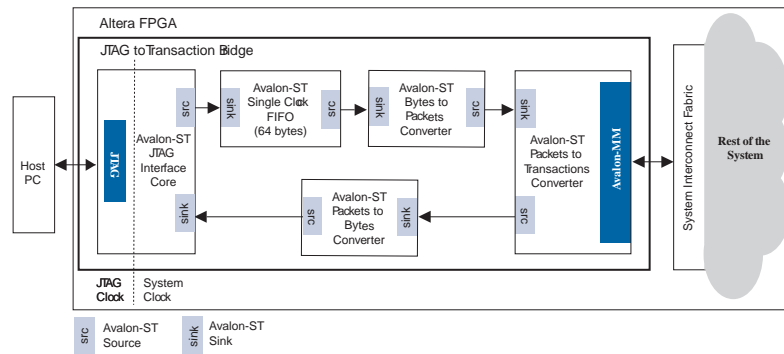 Altera FPGA
JTAG to Transaction Bridge
Host
PC
JTAG
Avalon-ST
JTAG
Interface
Core
src
sink
sink
Avalon-ST
Single Clock
FIFO
(64 bytes)
src
sink
Avalon-ST
Bytes to
Packets
Converter
src
sink
Avalon-ST
Packets to
Transactions
Converter
src
Avalon-MM
src
Avalon-ST
Packets to
Bytes
Converter
sink
System Interconnect Fabric
Rest of the
System
JTAG
Clock
System
Clock
src
Avalon-ST
Source
sink
Avalon-ST
Sink